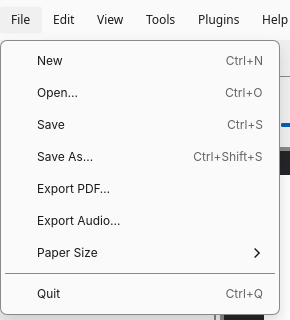 File Edit View Tools Plugins Help
New Ctrl+N
Open... Ctrl+O
Save Ctrl+S
Save As... Ctrl+Shift+S
Export PDF...
Export Audio...
Paper Size
Quit Ctrl+Q